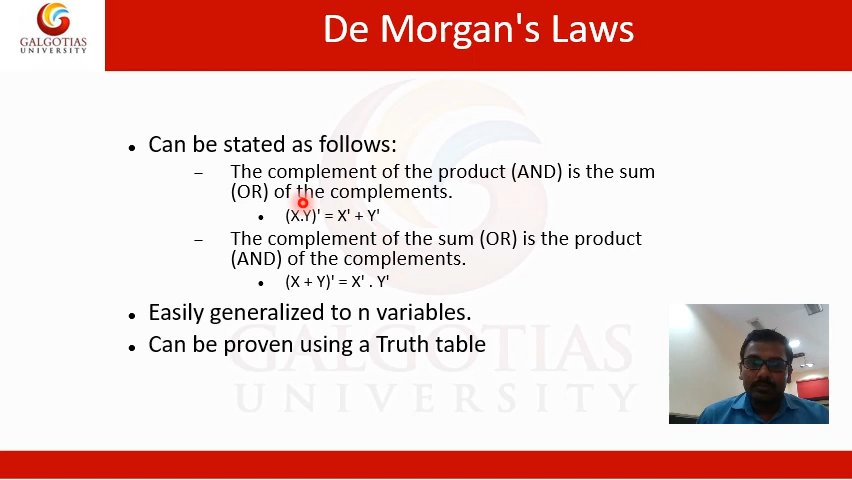 GALGOTIAS
UNIVERSITY
De Morgan's Laws
• Can be stated as follows:
– The complement of the product (AND) is the sum
(OR) of the complements.
• (X.Y)' = X' + Y'
– The complement of the sum (OR) is the product
(AND) of the complements.
• (X + Y)' = X' . Y'
• Easily generalized to n variables.
• Can be proven using a Truth table
GALGOTIAS
UNIVERSITY